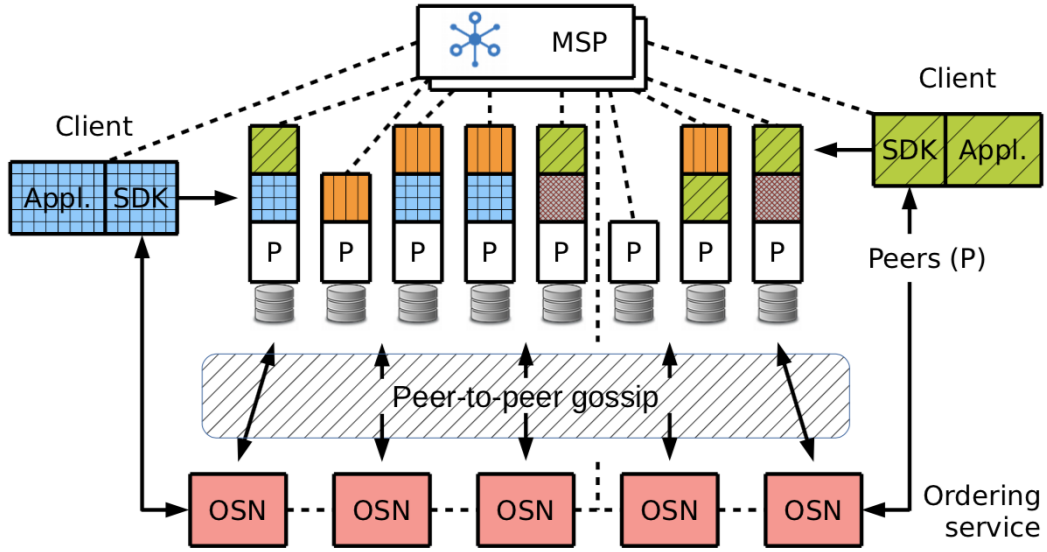 MSP
Client
Client
Appl.
SDK
SDK
Appl.
P
P
P
P
P
P
P
P
Peers (P)
Peer-to-peer gossip
OSN
OSN
OSN
OSN
OSN
Ordering
service